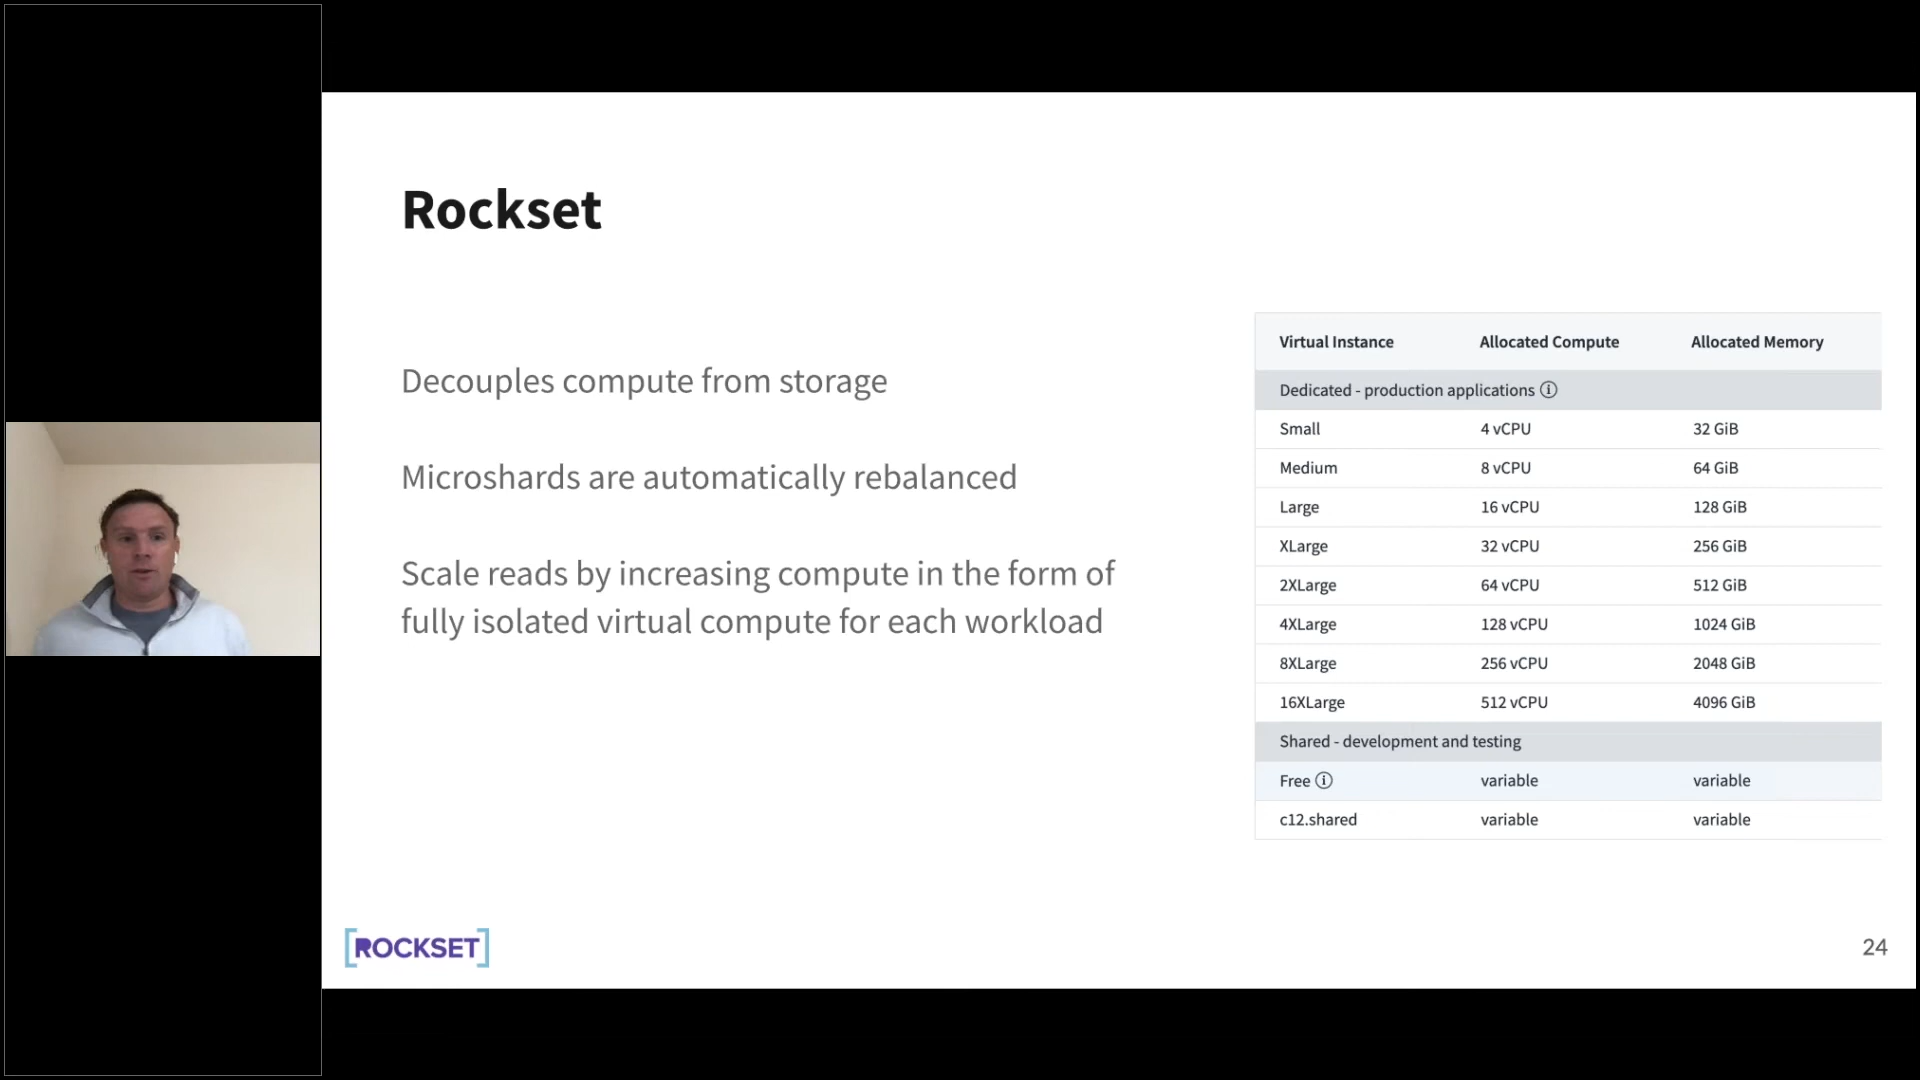 Rockset
Decouples compute from storage
Microshards are automatically rebalanced
Scale reads by increasing compute in the form of
fully isolated virtual compute for each workload
Virtual Instance Allocated Compute Allocated Memory
Dedicated - production applications ⓘ
Small 4 vCPU 32 GiB
Medium 8 vCPU 64 GiB
Large 16 vCPU 128 GiB
XLarge 32 vCPU 256 GiB
2XLarge 64 vCPU 512 GiB
4XLarge 128 vCPU 1024 GiB
8XLarge 256 vCPU 2048 GiB
16XLarge 512 vCPU 4096 GiB
Shared - development and testing
Free ⓘ variable variable
c12.shared variable variable
[ROCKSET]
24